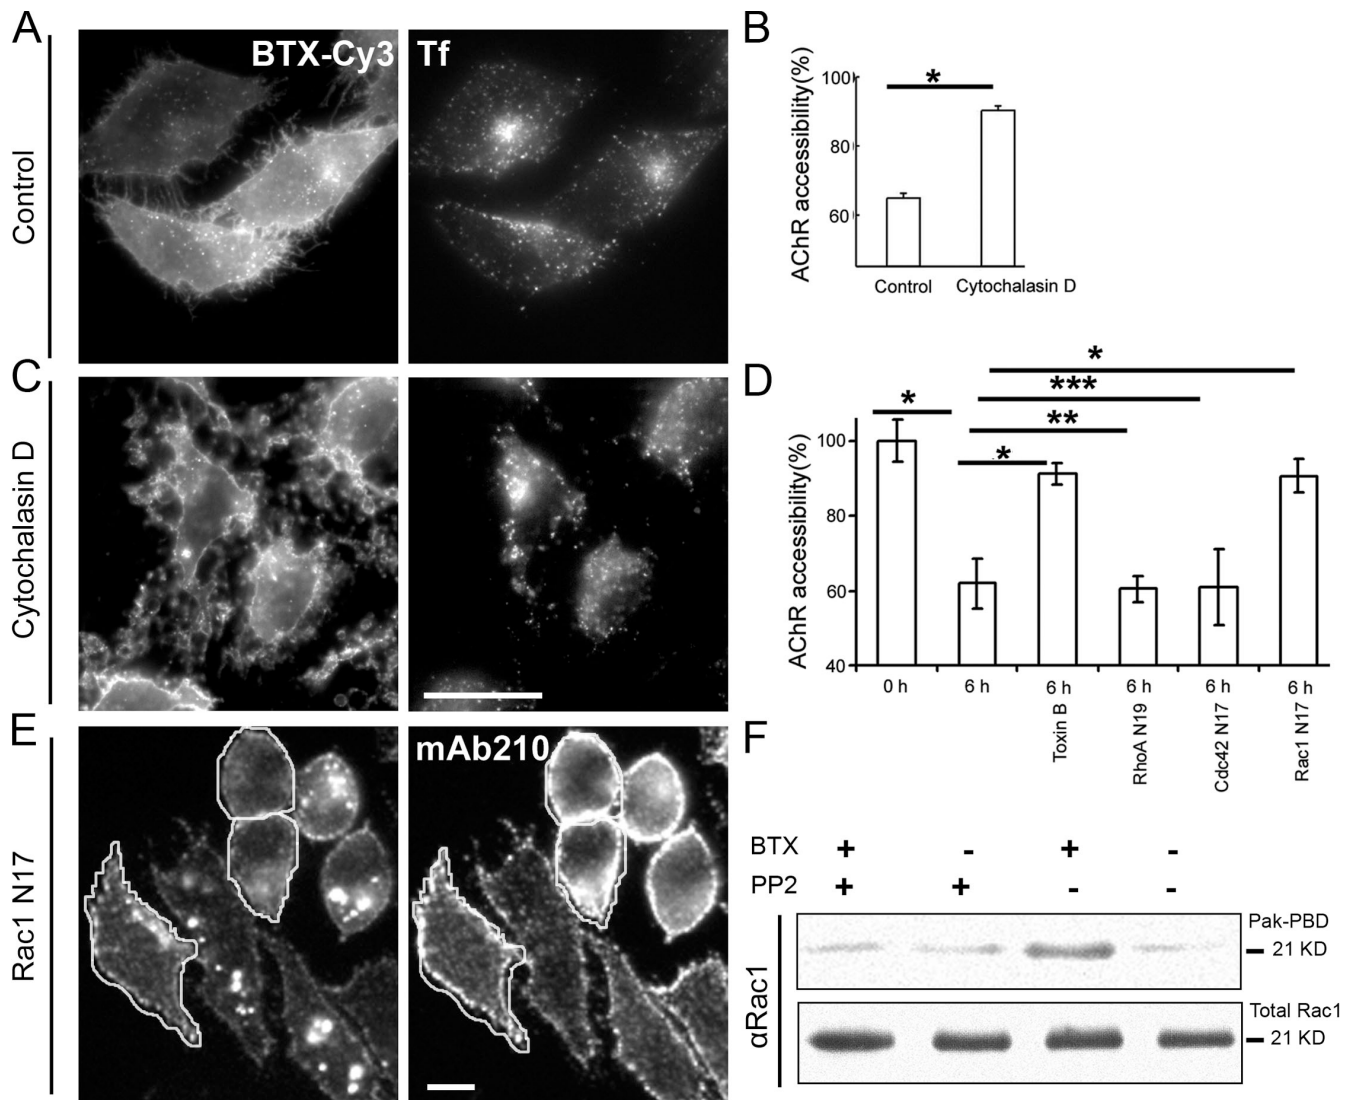 A
Control
BTX-Cy3
Tf
B
AChR accessibility(%)
100
80
60
*
Control
Cytochalasin D
C
Cytochalasin D
D
AChR accessibility(%)
100
80
60
40
*
***
*
**
*
0 h
6 h
6 h
6 h
6 h
6 h
Toxin B
RhoA N19
Cdc42 N17
Rac1 N17
E
Rac1 N17
mAb210
F
BTX + - + -
PP2 + + - -
αRac1
Pak-PBD
21 KD
Total Rac1
21 KD